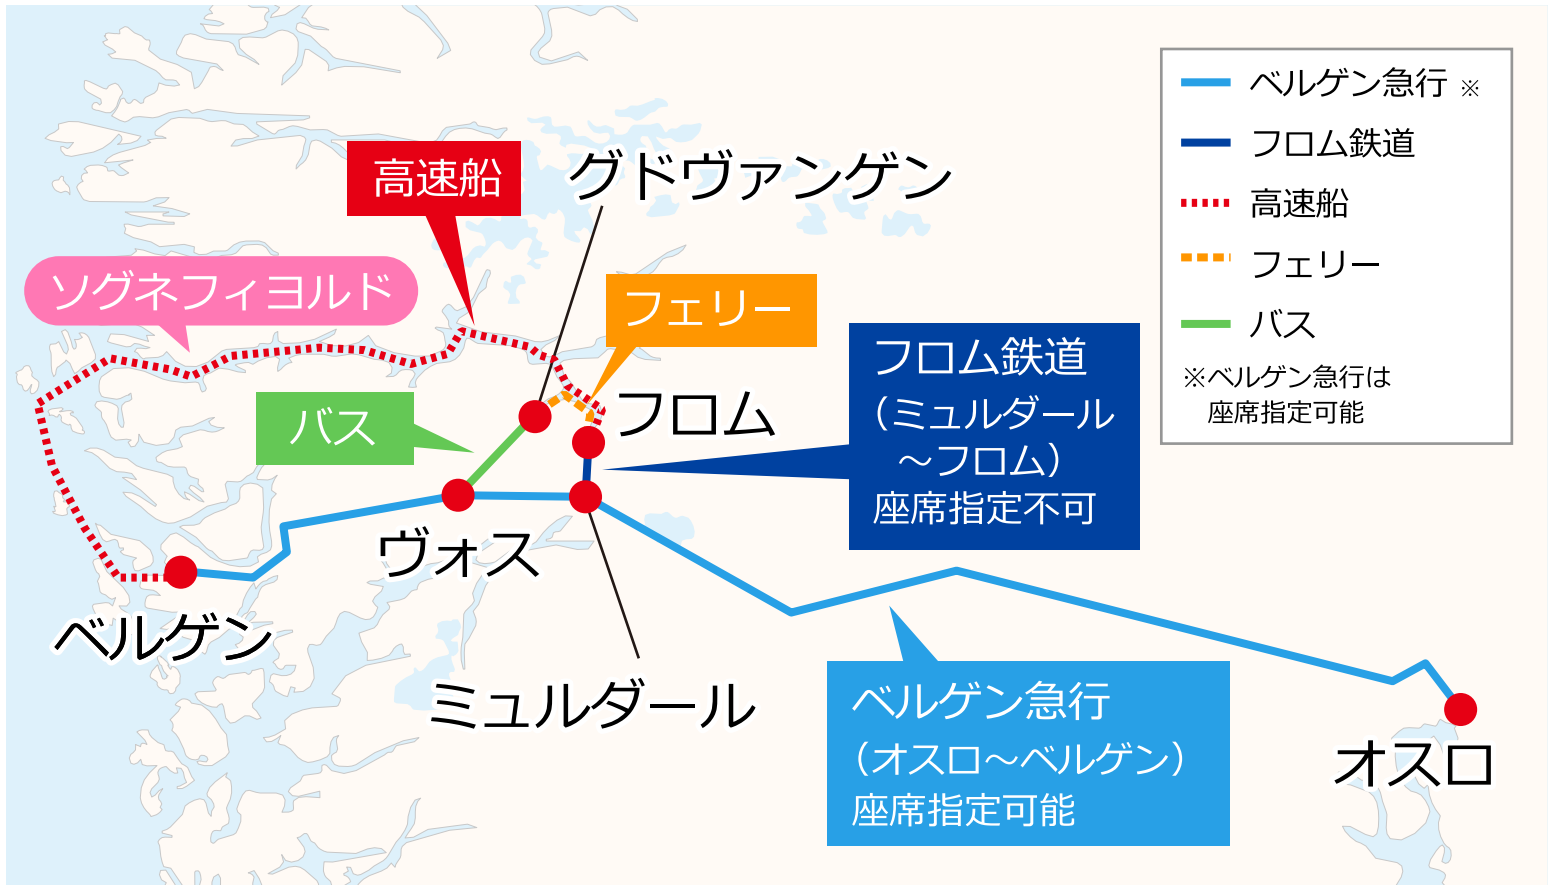 ベルゲン急行 ※
フロム鉄道
高速船
フェリー
バス
※ベルゲン急行は
座席指定可能
高速船
グドヴァンゲン
ソグネフィヨルド
フェリー
フロム鉄道
（ミュルダール
～フロム）
座席指定不可
バス
フロム
ヴォス
ベルゲン
ミュルダール
ベルゲン急行
（オスロ～ベルゲン）
座席指定可能
オスロ